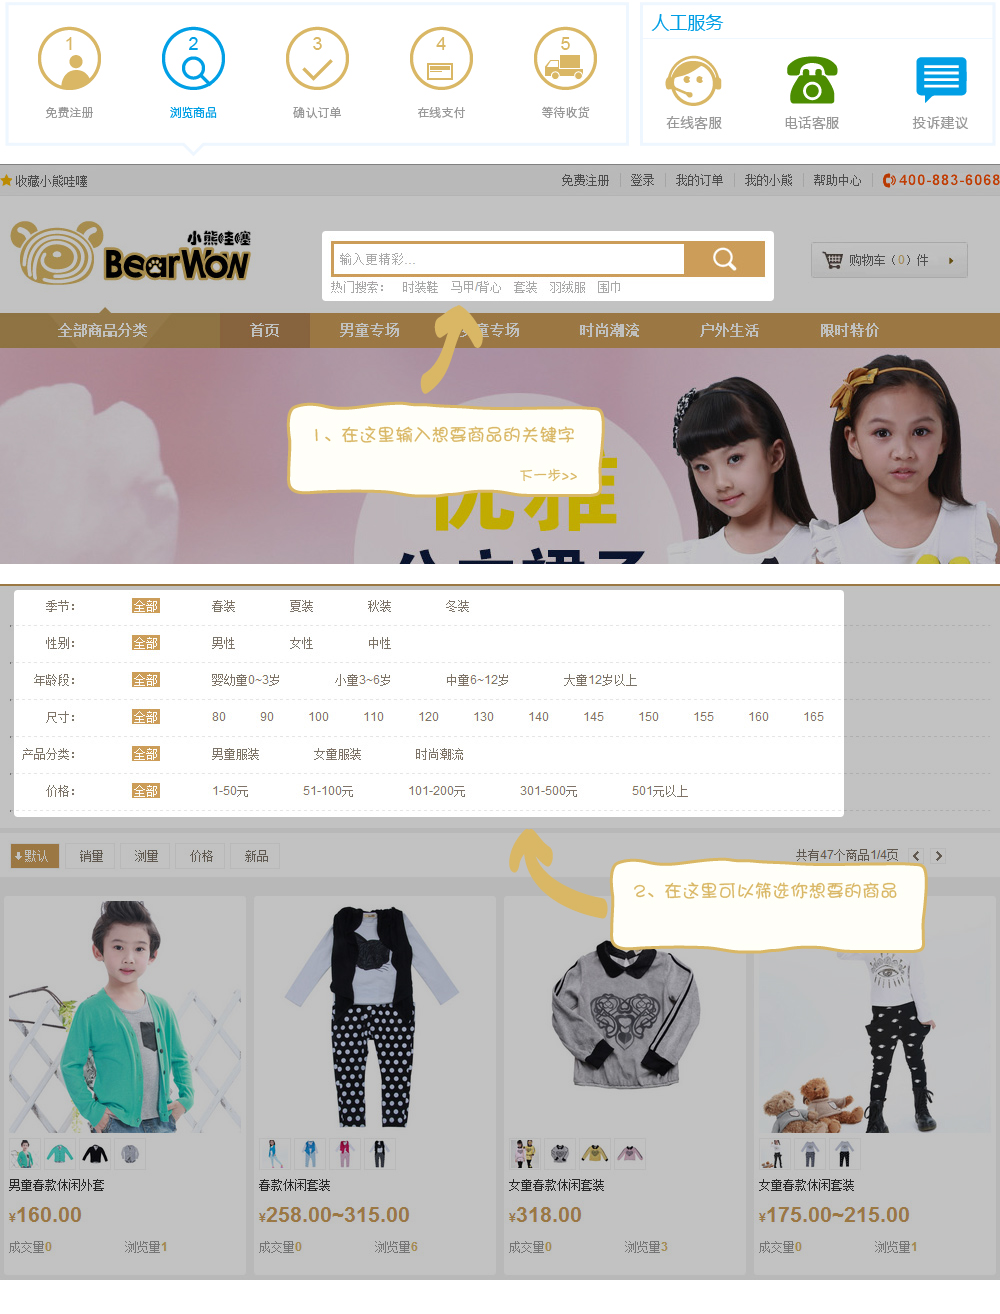 1
2
3
4
5
免费注册
浏览商品
确认订单
在线支付
等待收货
人工服务
在线客服
电话客服
投诉建议
收藏小熊哇噻
免费注册 登录 我的订单 我的小熊 帮助中心 400-883-6068
小熊哇噻
BearWow
输入更精彩...
热门搜索： 时装鞋 马甲/背心 套装 羽绒服 围巾
购物车（0）件
全部商品分类 首页 男童专场 童专场 时尚潮流 户外生活 限时特价
1、在这里输入想要商品的关键字
下一步>>
优雅
季节： 全部 春装 夏装 秋装 冬装
性别： 全部 男性 女性 中性
年龄段： 全部 婴幼童0~3岁 小童3~6岁 中童6~12岁 大童12岁以上
尺寸： 全部 80 90 100 110 120 130 140 145 150 155 160 165
产品分类： 全部 男童服装 女童服装 时尚潮流
价格： 全部 1-50元 51-100元 101-200元 301-500元 501元以上
默认 销量 浏量 价格 新品
共有47个商品1/4页
2、在这里可以筛选你想要的商品
男童春款休闲外套
¥160.00
成交量0 浏览量1
春款休闲套装
¥258.00~315.00
成交量0 浏览量6
女童春款休闲套装
¥318.00
成交量0 浏览量3
女童春款休闲套装
¥175.00~215.00
成交量0 浏览量1